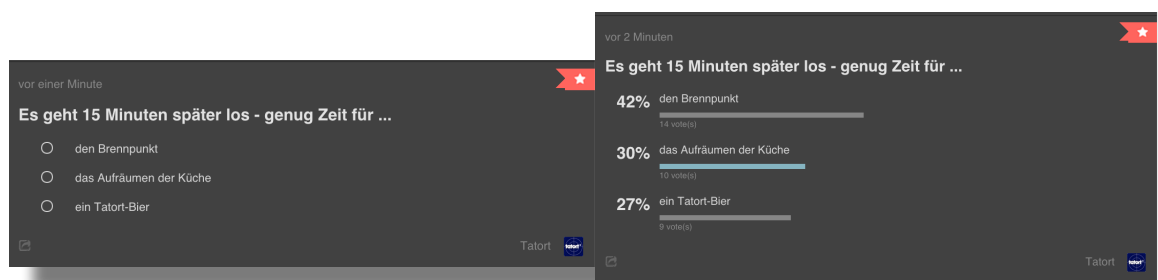 vor einer Minute
Es geht 15 Minuten später los - genug Zeit für ...
den Brennpunkt
das Aufräumen der Küche
ein Tatort-Bier
Tatort
tatort
vor 2 Minuten
Es geht 15 Minuten später los - genug Zeit für ...
42% den Brennpunkt
14 vote(s)
30% das Aufräumen der Küche
10 vote(s)
27% ein Tatort-Bier
9 vote(s)
Tatort
tatort